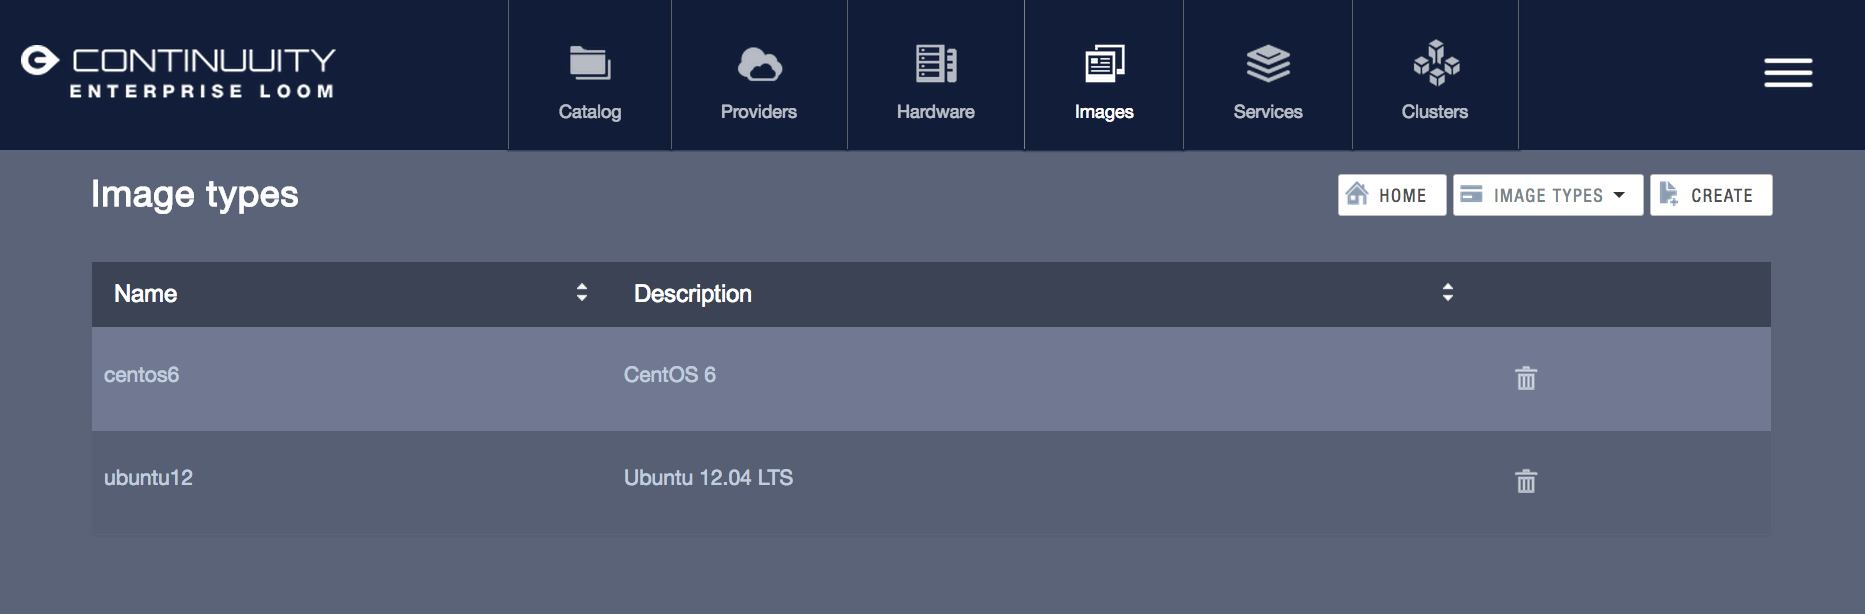 CONTINUUITY
ENTERPRISE LOOM
Catalog
Providers
Hardware
Images
Services
Clusters
Image types
HOME
IMAGE TYPES
CREATE
Name
Description
centos6
CentOS 6
ubuntu12
Ubuntu 12.04 LTS